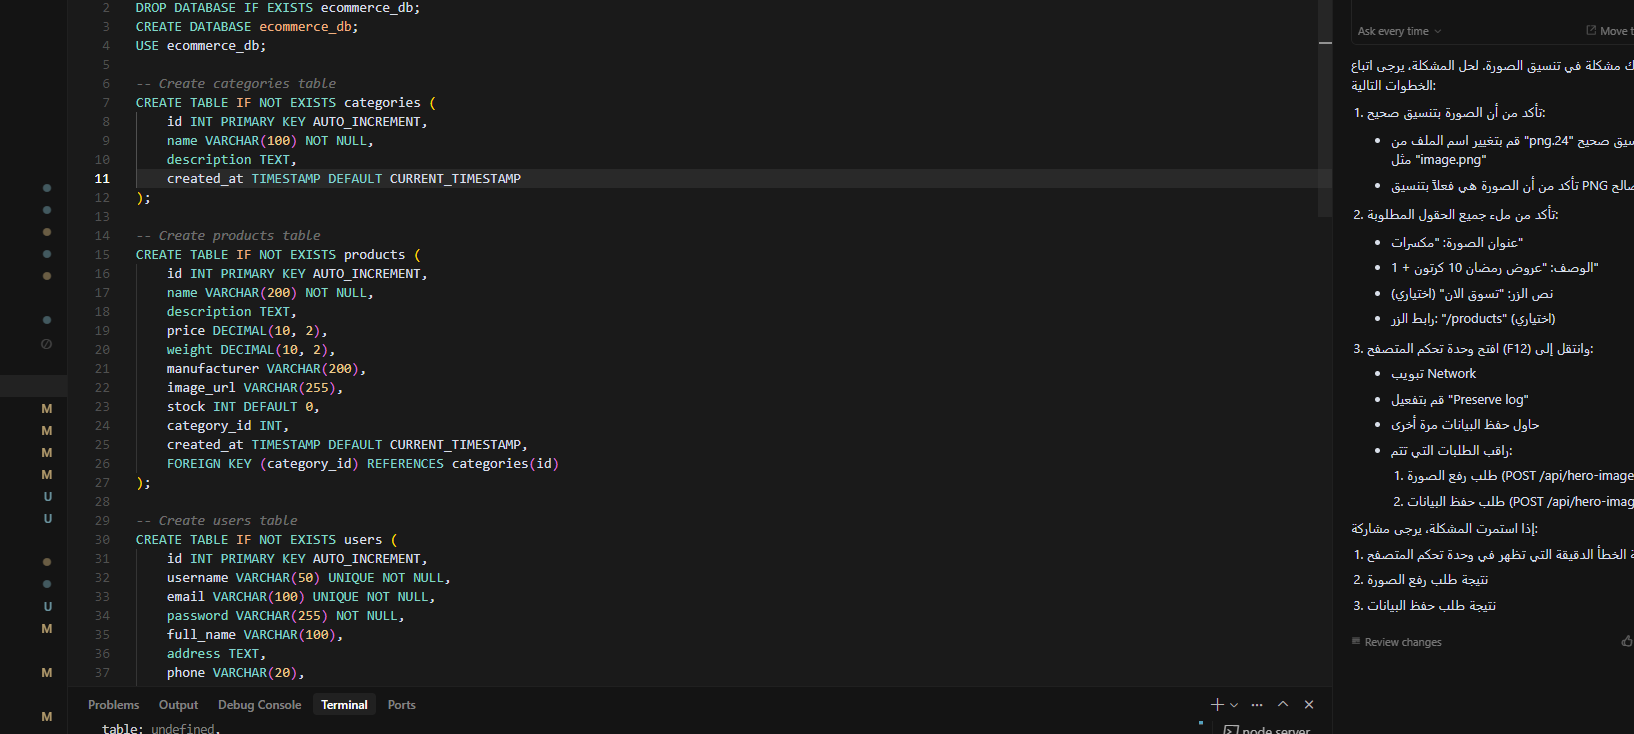 2 DROP DATABASE IF EXISTS ecommerce_db;
3 CREATE DATABASE ecommerce_db;
4 USE ecommerce_db;
5
6 -- Create categories table
7 CREATE TABLE IF NOT EXISTS categories (
8 id INT PRIMARY KEY AUTO_INCREMENT,
9 name VARCHAR(100) NOT NULL,
10 description TEXT,
11 created_at TIMESTAMP DEFAULT CURRENT_TIMESTAMP
12 );
13
14 -- Create products table
15 CREATE TABLE IF NOT EXISTS products (
16 id INT PRIMARY KEY AUTO_INCREMENT,
17 name VARCHAR(200) NOT NULL,
18 description TEXT,
19 price DECIMAL(10, 2),
20 weight DECIMAL(10, 2),
21 manufacturer VARCHAR(200),
22 image_url VARCHAR(255),
23 stock INT DEFAULT 0,
24 category_id INT,
25 created_at TIMESTAMP DEFAULT CURRENT_TIMESTAMP,
26 FOREIGN KEY (category_id) REFERENCES categories(id)
27 );
28
29 -- Create users table
30 CREATE TABLE IF NOT EXISTS users (
31 id INT PRIMARY KEY AUTO_INCREMENT,
32 username VARCHAR(50) UNIQUE NOT NULL,
33 email VARCHAR(100) UNIQUE NOT NULL,
34 password VARCHAR(255) NOT NULL,
35 full_name VARCHAR(100),
36 address TEXT,
37 phone VARCHAR(20),
M
M
M
M
U
U
U
M
M
M
Problems Output Debug Console Terminal Ports
table: undefined,
node server
Ask every time Move t
ك مشكلة في تنسيق الصورة. لحل المشكلة، يرجى اتباع
الخطوات التالية:
1. تأكد من أن الصورة بتنسيق صحيح:
قم بتغيير اسم الملف من "png.24" صحيح
مثل "image.png"
تأكد من أن الصورة هي فعلاً بتنسيق PNG صالح
2. تأكد من ملء جميع الحقول المطلوبة:
عنوان الصورة: "مكسرات"
الوصف: "عروض رمضان 10 كرتون + 1"
نص الزر: "تسوق الان" (اختياري)
رابط الزر: "/products" (اختياري)
3. افتح وحدة تحكم المتصفح (F12) وانتقل إلى:
تبويب Network
قم بتفعيل "Preserve log"
حاول حفظ البيانات مرة أخرى
راقب الطلبات التي تتم:
1. طلب رفع الصورة (POST /api/hero-image
2. طلب حفظ البيانات (POST /api/hero-imag
إذا استمرت المشكلة، يرجى مشاركة:
1. ة الخطأ الدقيقة التي تظهر في وحدة تحكم المتصفح
2. نتيجة طلب رفع الصورة
3. نتيجة طلب حفظ البيانات
Review changes